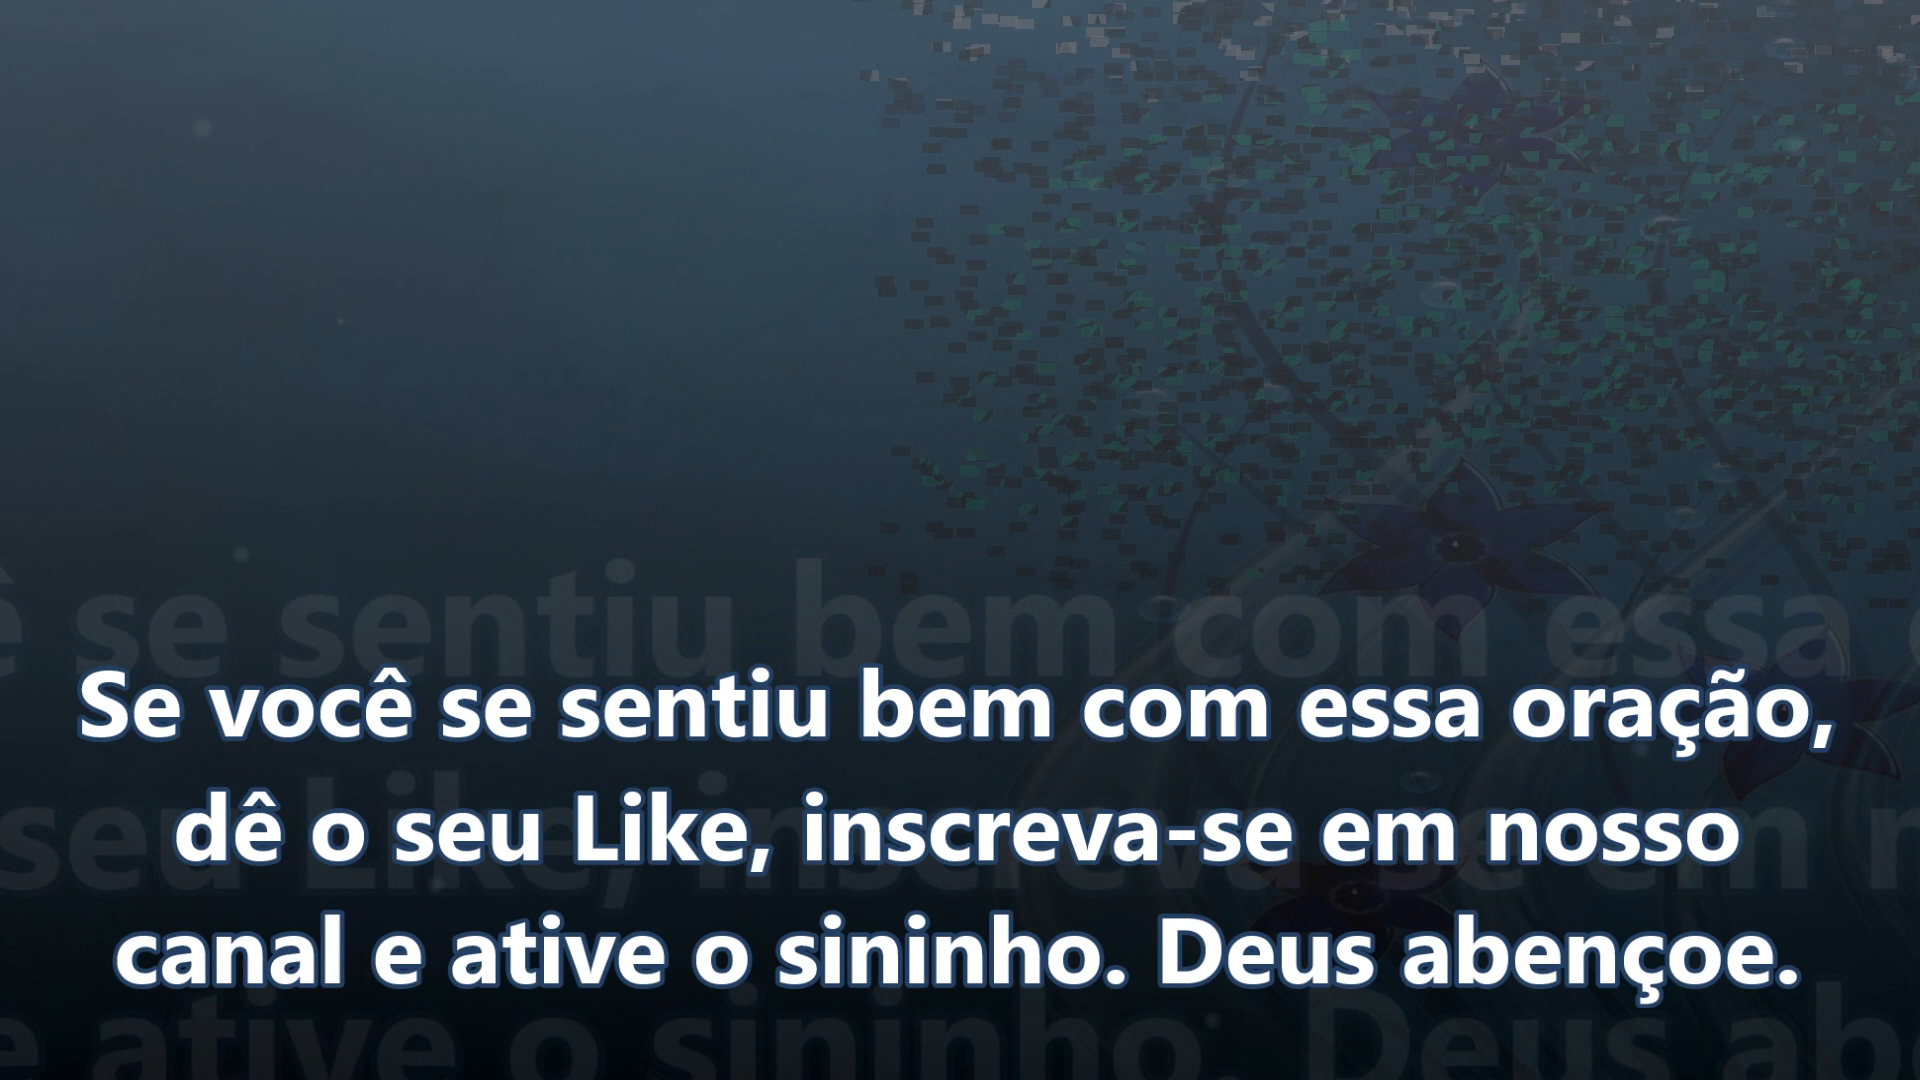 Se você se sentiu bem com essa oração,
dê o seu Like, inscreva-se em nosso
canal e ative o sininho. Deus abençoe.